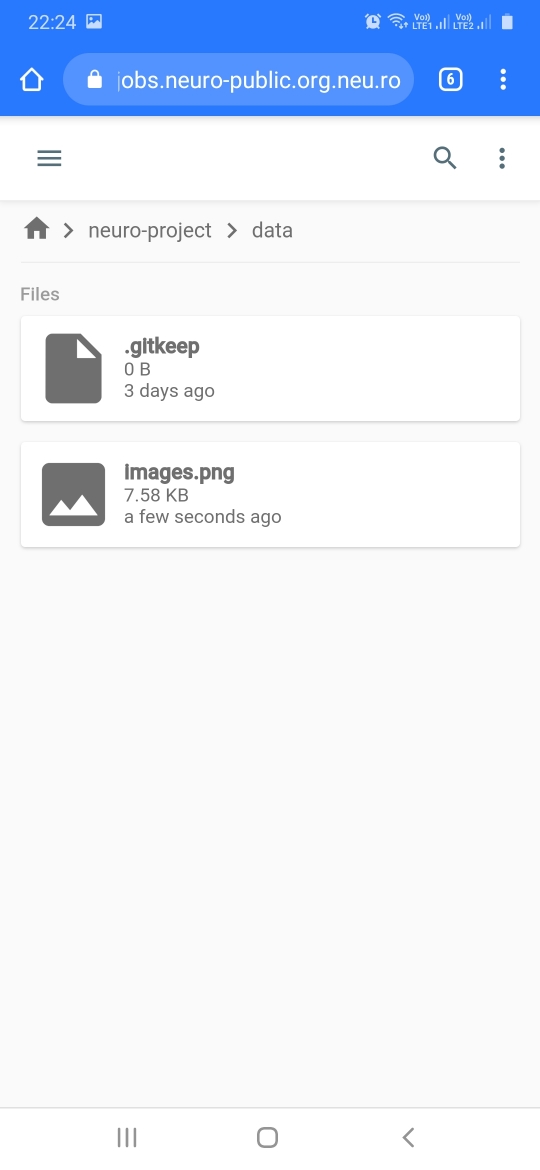 22:24
Vo)) LTE1 Vo)) LTE2
jobs.neuro-public.org.neu.ro
6
neuro-project > data
Files
.gitkeep
0 B
3 days ago
images.png
7.58 KB
a few seconds ago